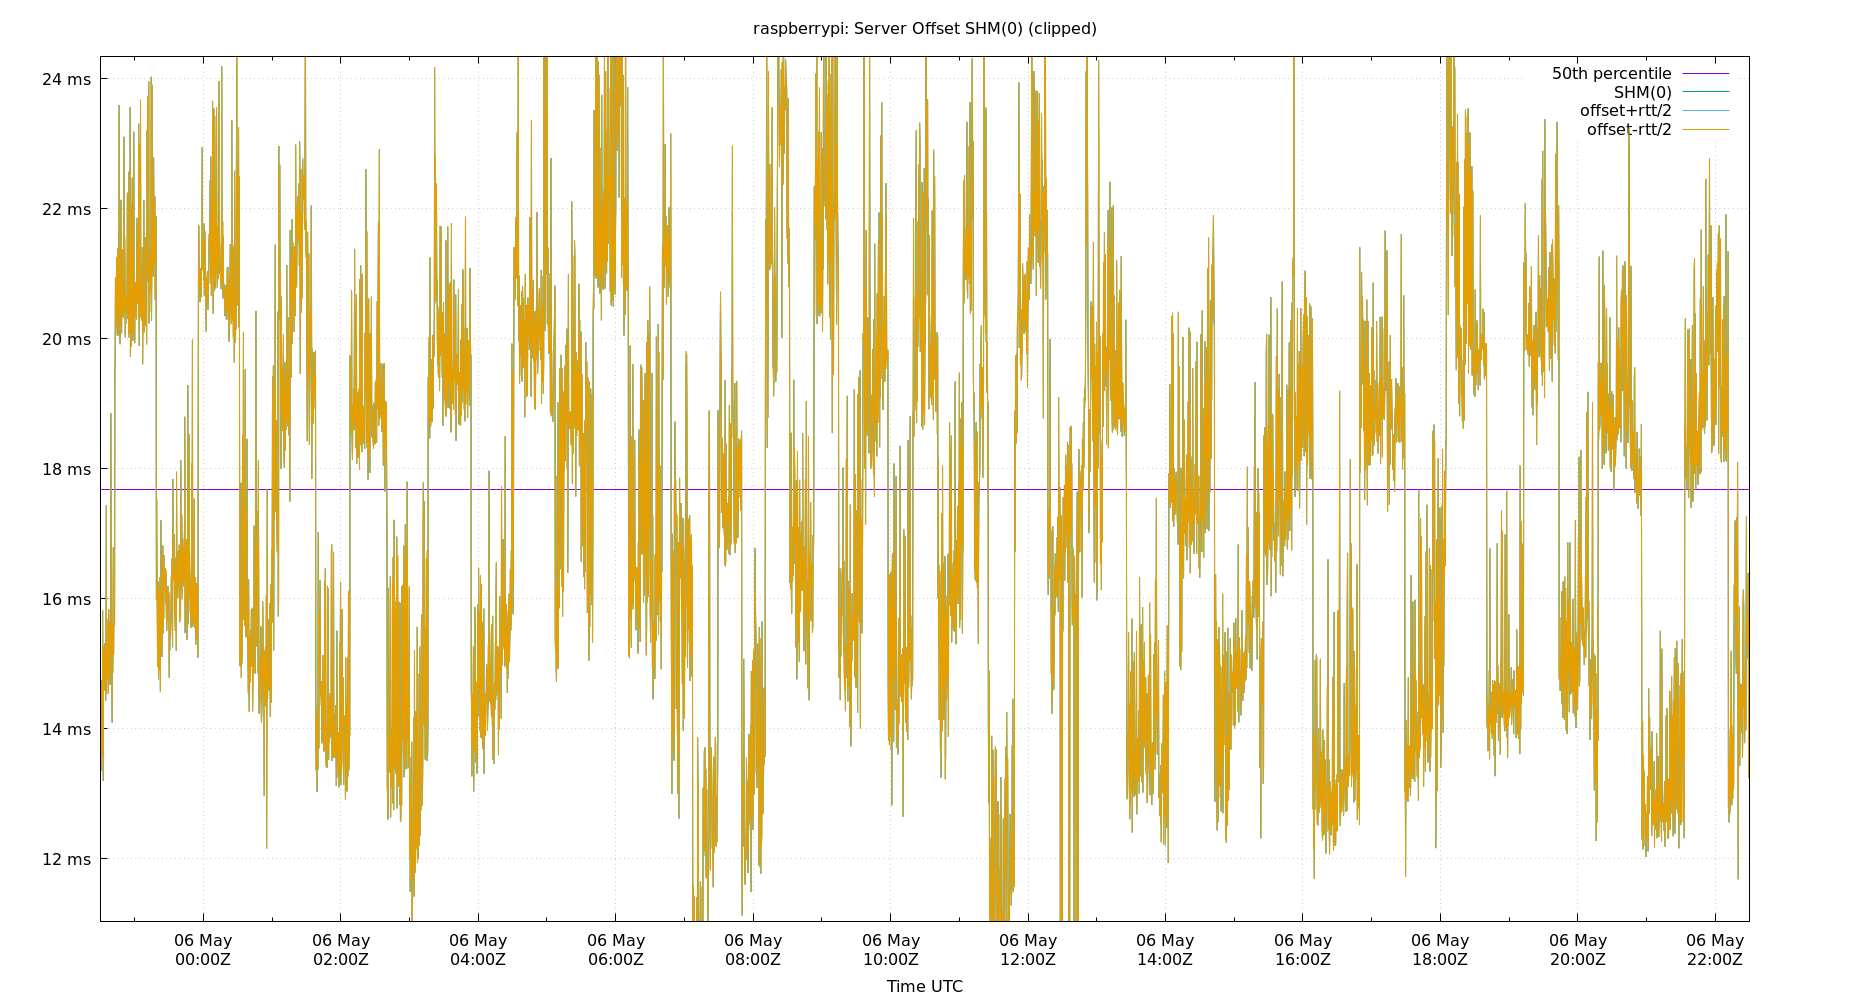 raspberrypi: Server Offset SHM(0) (clipped)
24 ms
22 ms
20 ms
18 ms
16 ms
14 ms
12 ms
50th percentile
SHM(0)
offset+rtt/2
offset-rtt/2
06 May 06 May 06 May 06 May 06 May 06 May 06 May 06 May 06 May 06 May 06 May 06 May
00:00Z 02:00Z 04:00Z 06:00Z 08:00Z 10:00Z 12:00Z 14:00Z 16:00Z 18:00Z 20:00Z 22:00Z
Time UTC